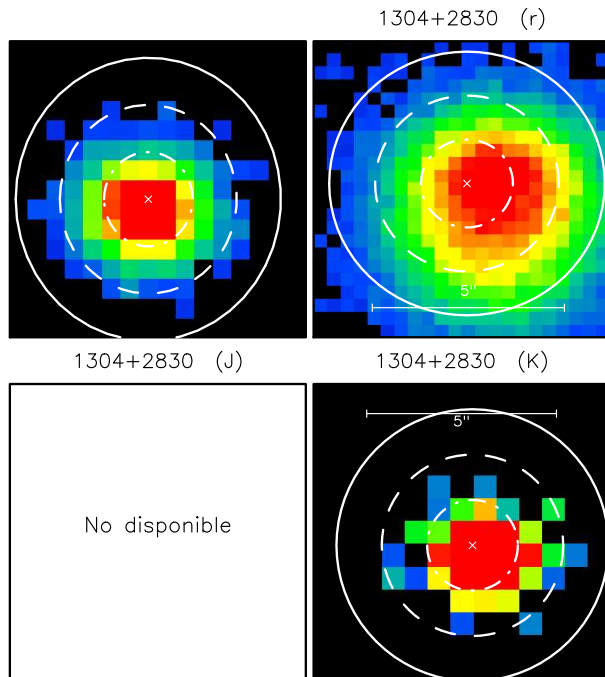 1304+2830 (r)
5"
1304+2830 (J)
1304+2830 (K)
5"
No disponible